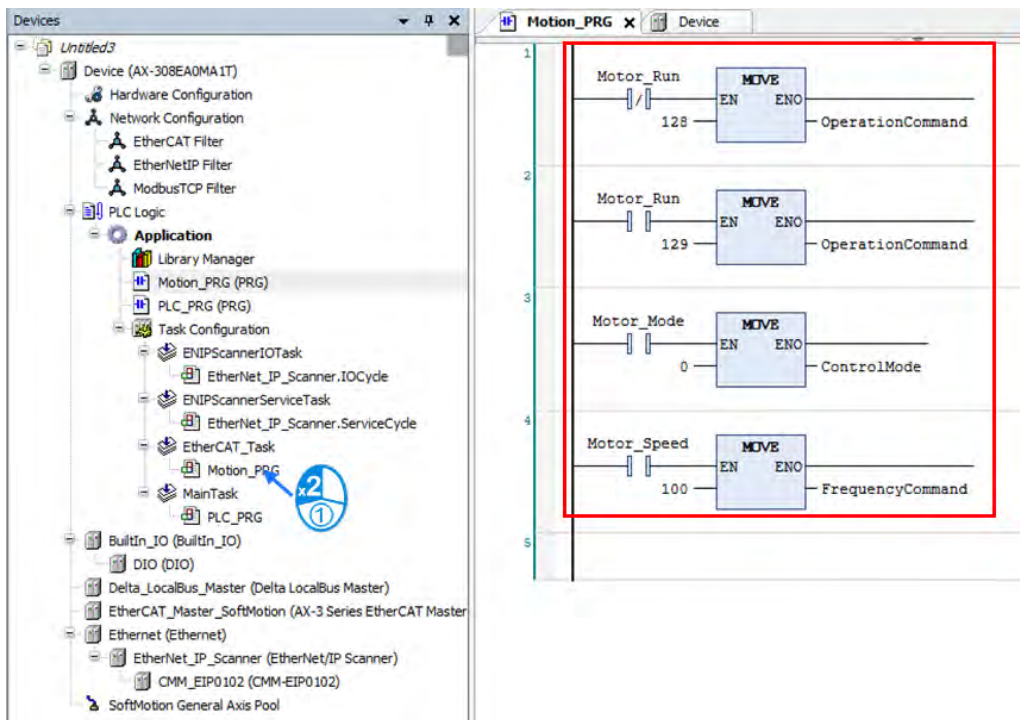 Devices
Untitled3
Device (AX-308EA0MA1T)
Hardware Configuration
Network Configuration
EtherCAT Filter
EtherNetIP Filter
ModbusTCP Filter
PLC Logic
Application
Library Manager
Motion_PRG (PRG)
PLC_PRG (PRG)
Task Configuration
ENIPScannerIOTask
EtherNet_IP_Scanner.IOCycle
ENIPScannerServiceTask
EtherNet_IP_Scanner.ServiceCycle
EtherCAT_Task
Motion_PRG
x2
1
MainTask
PLC_PRG
BuiltIn_IO (BuiltIn_IO)
DIO (DIO)
Delta_LocalBus_Master (Delta LocalBus Master)
EtherCAT_Master_SoftMotion (AX-3 Series EtherCAT Master
Ethernet (Ethernet)
EtherNet_IP_Scanner (EtherNet/IP Scanner)
CMM_EIP0102 (CMM-EIP0102)
SoftMotion General Axis Pool
Motion_PRG Device
1
Motor_Run MOVE
EN ENO
128 OperationCommand
2
Motor_Run MOVE
EN ENO
129 OperationCommand
3
Motor_Mode MOVE
EN ENO
0 ControlMode
4
Motor_Speed MOVE
EN ENO
100 FrequencyCommand
5